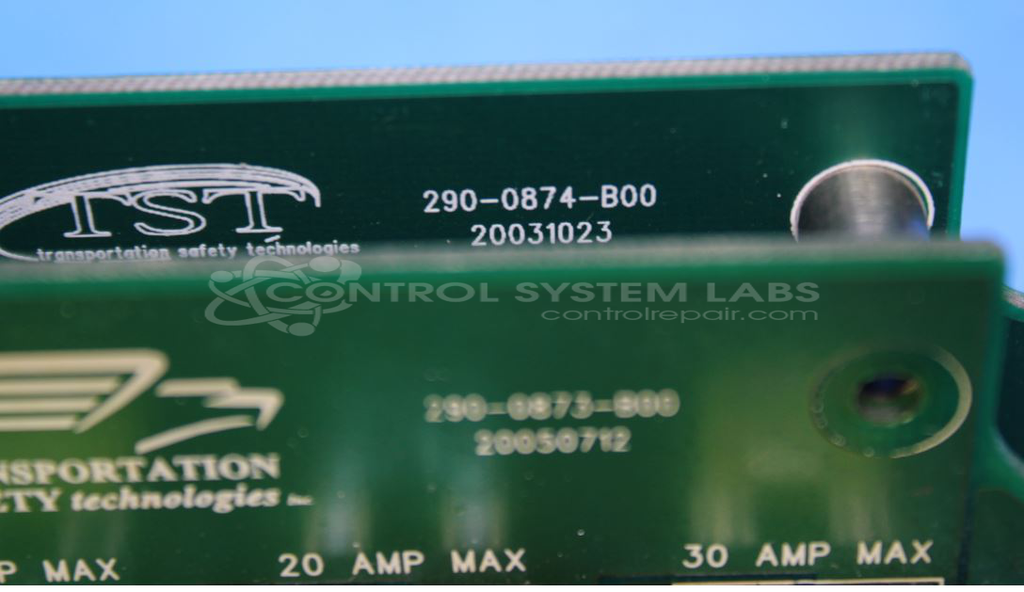 TST
transportation safety technologies
290-0874-B00
20031023
CONTROL SYSTEM LABS
controlrepair.com
290-0873-B00
20050712
NSPORTATION
ETY technologies Inc.
P MAX
20 AMP MAX
30 AMP MAX